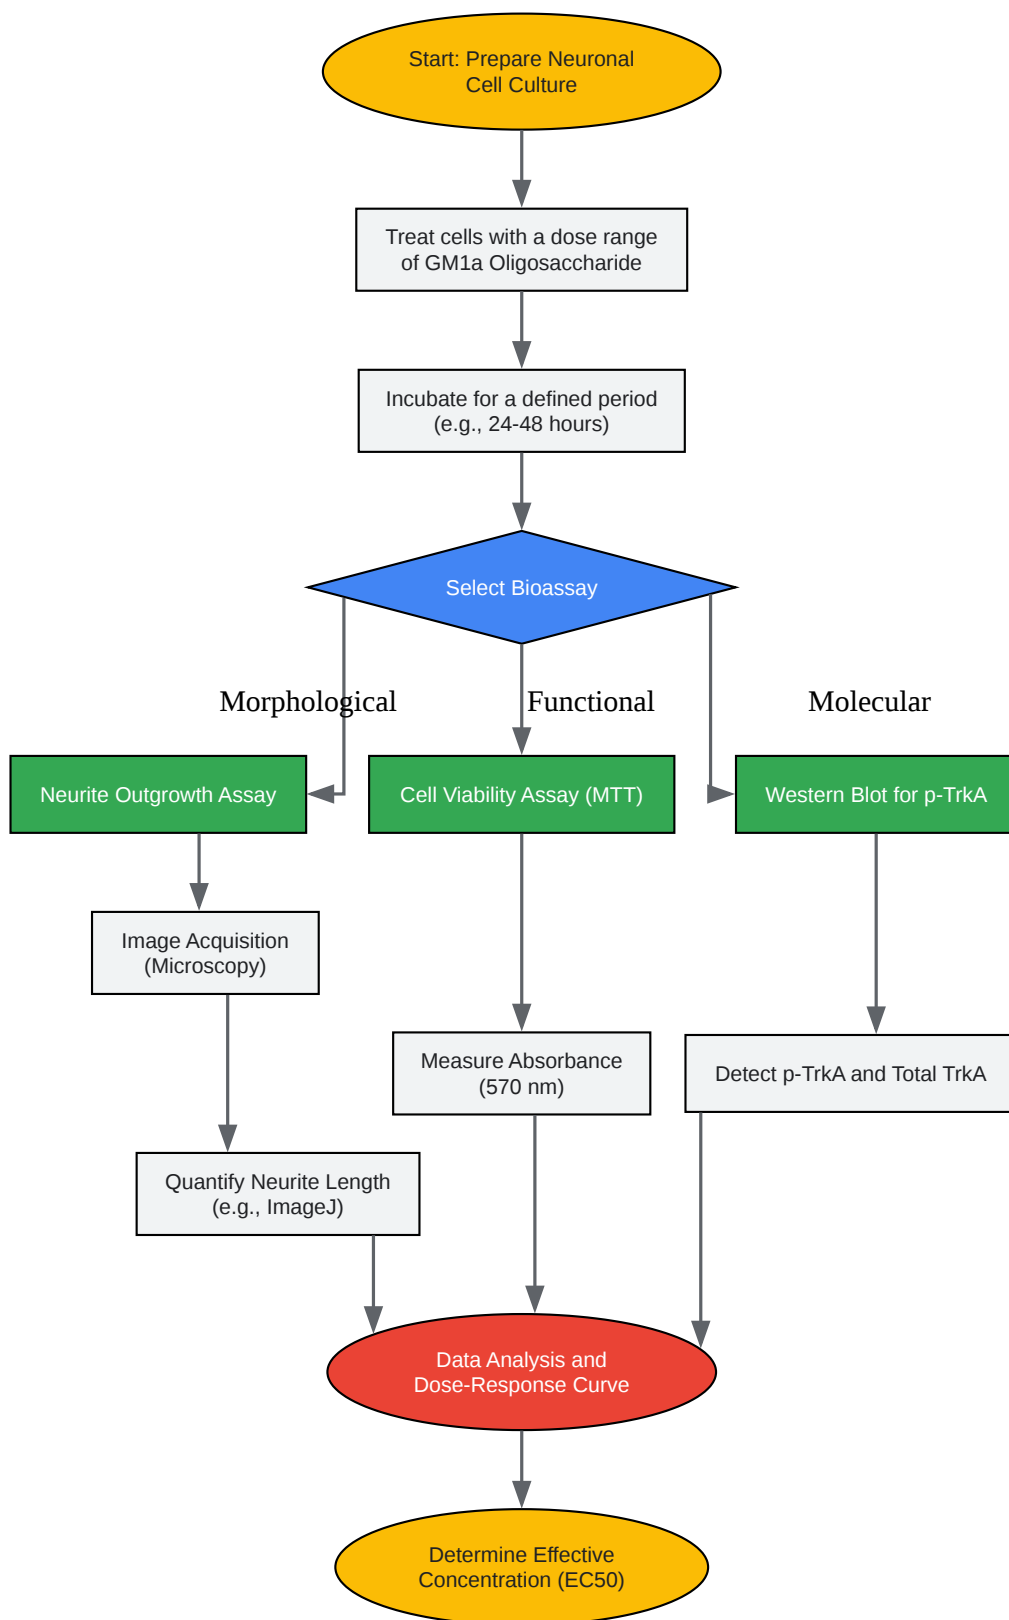 Start: Prepare Neuronal
Cell Culture
Treat cells with a dose range
of GM1a Oligosaccharide
Incubate for a defined period
(e.g., 24-48 hours)
Select Bioassay
Morphological
Functional
Molecular
Neurite Outgrowth Assay
Cell Viability Assay (MTT)
Western Blot for p-TrkA
Image Acquisition
(Microscopy)
Measure Absorbance
(570 nm)
Detect p-TrkA and Total TrkA
Quantify Neurite Length
(e.g., ImageJ)
Data Analysis and
Dose-Response Curve
Determine Effective
Concentration (EC50)